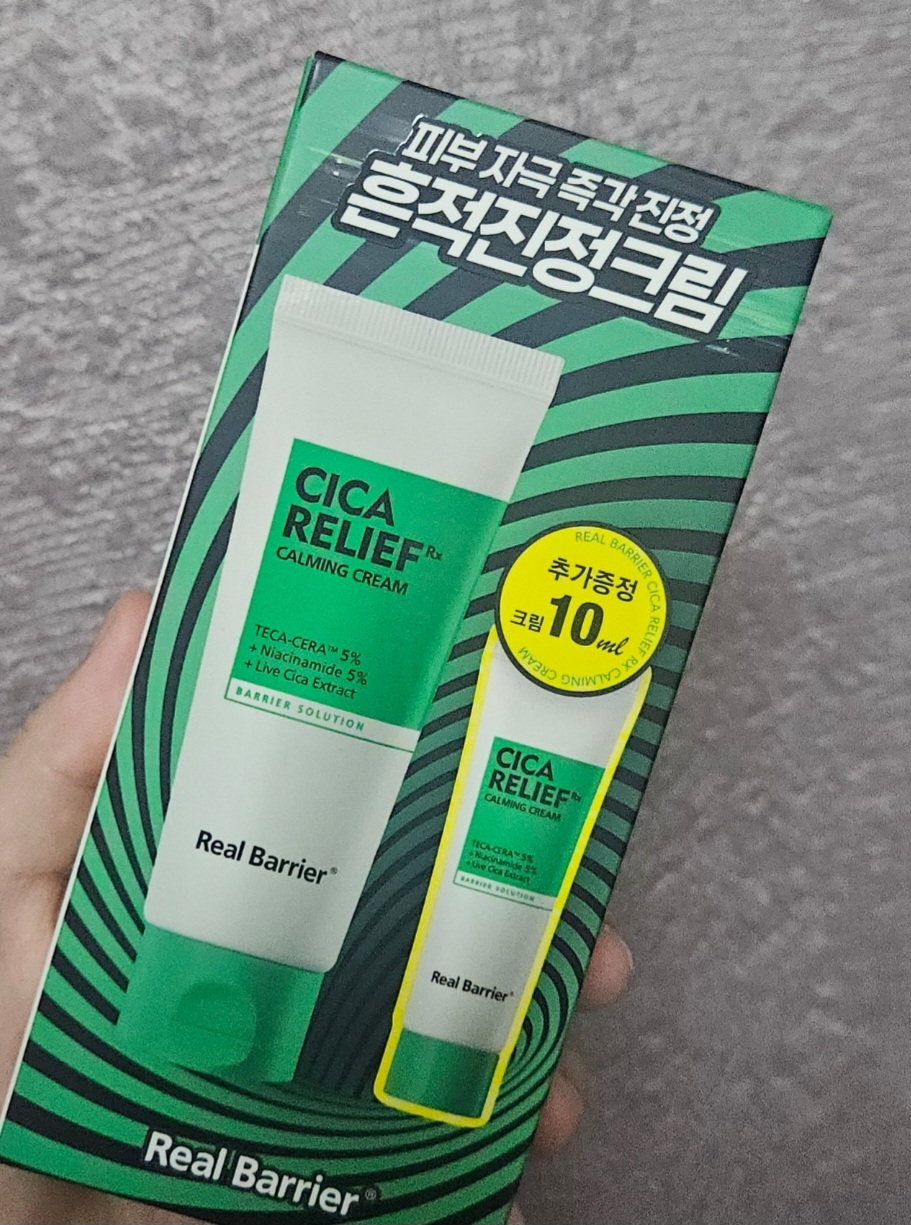 피부 자극 즉각 진정
흔적진정크림
CICA
RELIEF Rx
CALMING CREAM
TECA-CERA™ 5%
+ Niacinamide 5%
+ Live Cica Extract
BARRIER SOLUTION
Real Barrier®
REAL BARRIER CICA RELIEF RX CALMING CREAM
추가증정
크림 10ml
CICA
RELIEF Rx
CALMING CREAM
TECA-CERA™ 5%
+ Niacinamide 5%
+ Live Cica Extract
BARRIER SOLUTION
Real Barrier®
Real Barrier®